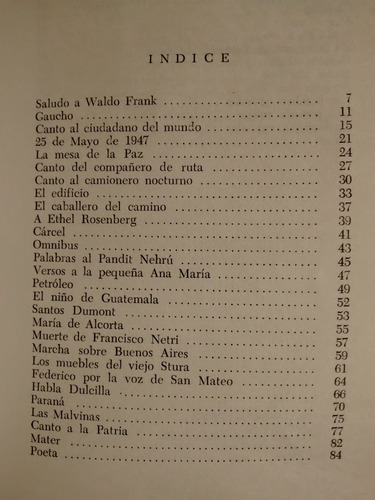 INDICE
Saludo a Waldo Frank . . . . . . . . . . . . . . . . . . . . 7
Gaucho . . . . . . . . . . . . . . . . . . . . . . . . . . . . 11
Canto al ciudadano del mundo . . . . . . . . . . . . . . . . 15
25 de Mayo de 1947 . . . . . . . . . . . . . . . . . . . . . 21
La mesa de la Paz . . . . . . . . . . . . . . . . . . . . . . 24
Canto del compañero de ruta . . . . . . . . . . . . . . . . 27
Canto al camionero nocturno . . . . . . . . . . . . . . . . 30
El edificio . . . . . . . . . . . . . . . . . . . . . . . . . . 33
El caballero del camino . . . . . . . . . . . . . . . . . . . 37
A Ethel Rosenberg . . . . . . . . . . . . . . . . . . . . . . 39
Cárcel . . . . . . . . . . . . . . . . . . . . . . . . . . . . . 41
Omnibus . . . . . . . . . . . . . . . . . . . . . . . . . . . 43
Palabras al Pandit Nehrú . . . . . . . . . . . . . . . . . . 45
Versos a la pequeña Ana María . . . . . . . . . . . . . . . 47
Petróleo . . . . . . . . . . . . . . . . . . . . . . . . . . . 49
El niño de Guatemala . . . . . . . . . . . . . . . . . . . . 52
Santos Dumont . . . . . . . . . . . . . . . . . . . . . . . . 53
María de Alcorta . . . . . . . . . . . . . . . . . . . . . . . 55
Muerte de Francisco Netri . . . . . . . . . . . . . . . . . . 57
Marcha sobre Buenos Aires . . . . . . . . . . . . . . . . . 59
Los muebles del viejo Stura . . . . . . . . . . . . . . . . . 61
Federico por la voz de San Mateo . . . . . . . . . . . . . . 64
Habla Dulcilla . . . . . . . . . . . . . . . . . . . . . . . . 66
Paraná . . . . . . . . . . . . . . . . . . . . . . . . . . . . 70
Las Malvinas . . . . . . . . . . . . . . . . . . . . . . . . . 75
Canto a la Patria . . . . . . . . . . . . . . . . . . . . . . . 77
Mater . . . . . . . . . . . . . . . . . . . . . . . . . . . . . 82
Poeta . . . . . . . . . . . . . . . . . . . . . . . . . . . . . 84